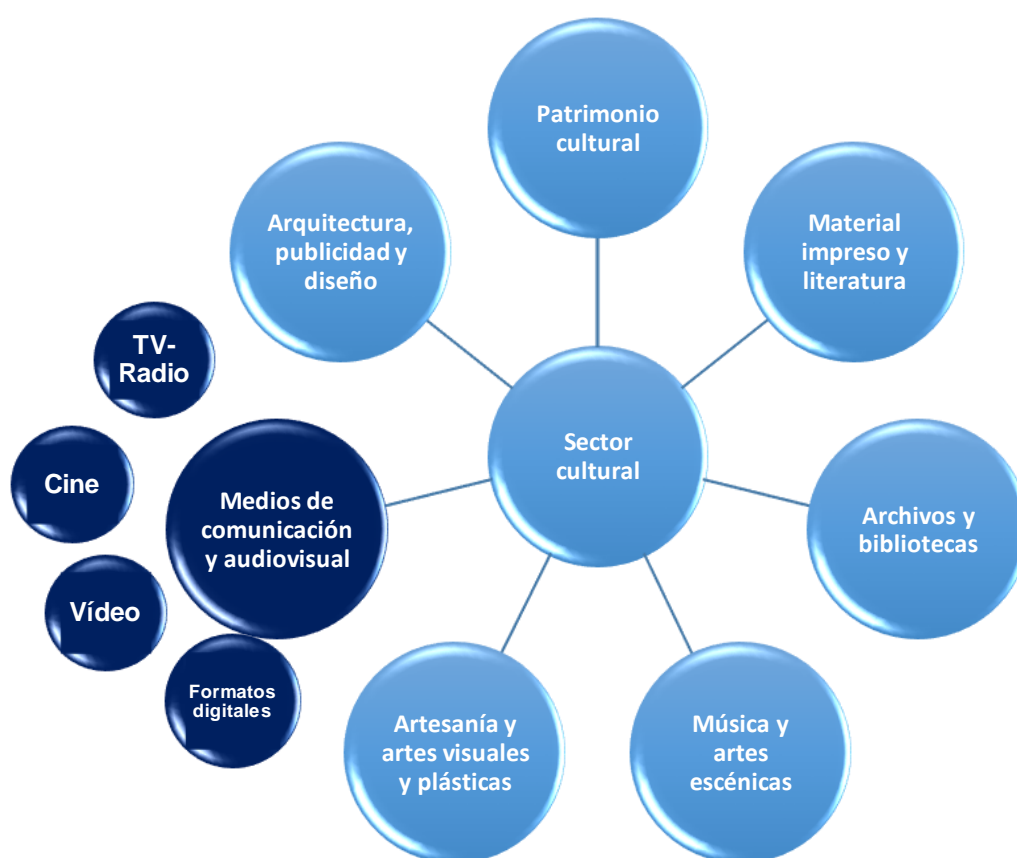 Patrimonio
cultural
Arquitectura,
publicidad y
diseño
Material
impreso y
literatura
TV-
Radio
Sector
cultural
Cine
Medios de
comunicación
y audiovisual
Archivos y
bibliotecas
Vídeo
Formatos
digitales
Artesanía y
artes visuales
y plásticas
Música y
artes
escénicas